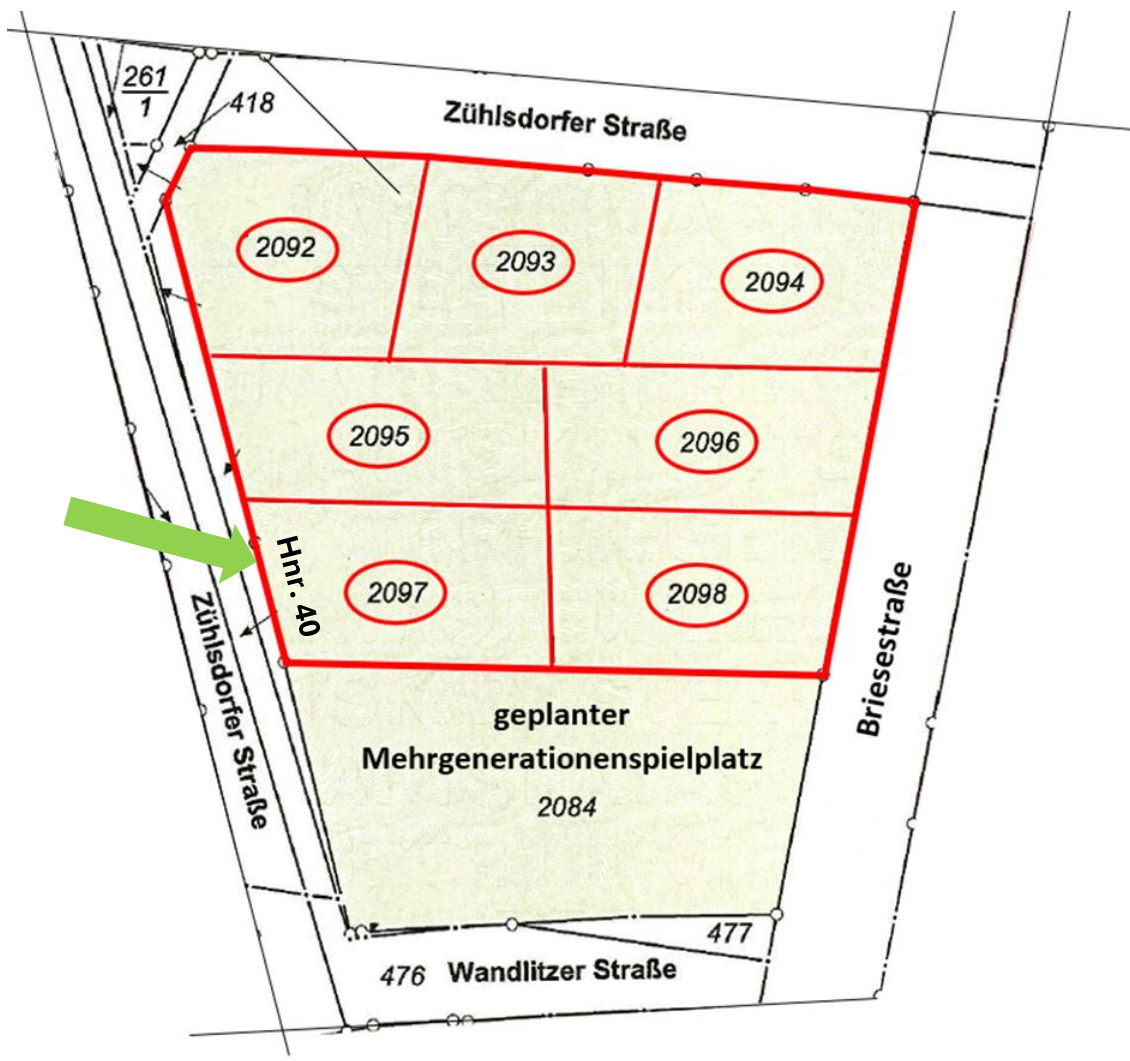 261
1
418
Zühlsdorfer Straße
2092
2093
2094
2095
2096
Hnr. 40
2097
2098
Zühlsdorfer Straße
Briesestraße
geplanter
Mehrgenerationenspielplatz
2084
477
476 Wandlitzer Straße